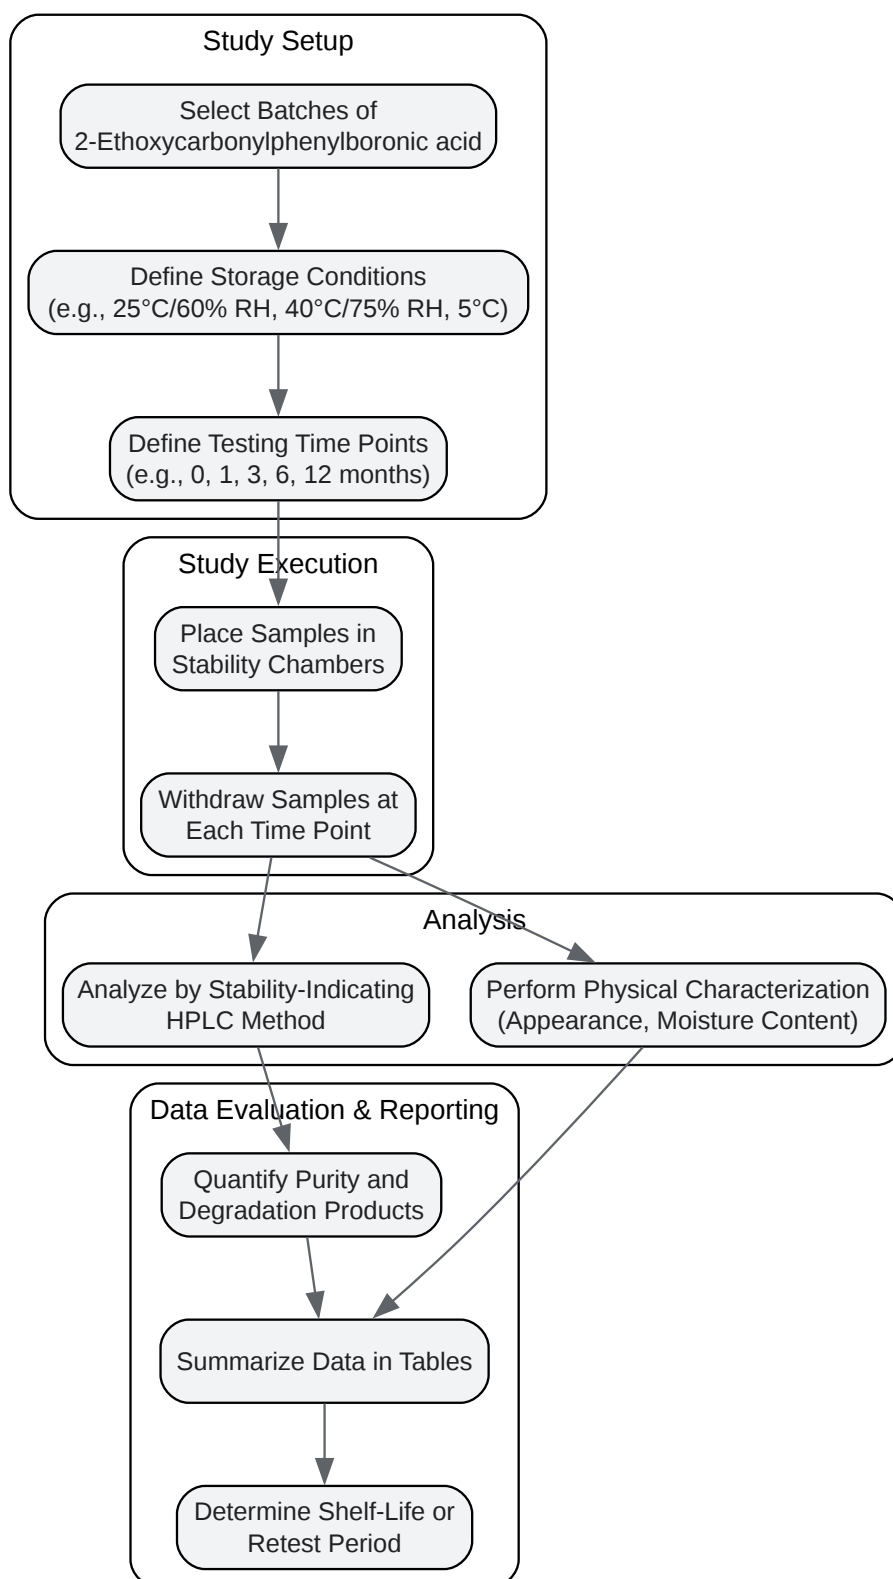 Study Setup
Select Batches of
2-Ethoxycarbonylphenylboronic acid
Define Storage Conditions
(e.g., 25°C/60% RH, 40°C/75% RH, 5°C)
Define Testing Time Points
(e.g., 0, 1, 3, 6, 12 months)
Study Execution
Place Samples in
Stability Chambers
Withdraw Samples at
Each Time Point
Analysis
Analyze by Stability-Indicating
HPLC Method
Perform Physical Characterization
(Appearance, Moisture Content)
Data Evaluation & Reporting
Quantify Purity and
Degradation Products
Summarize Data in Tables
Determine Shelf-Life or
Retest Period